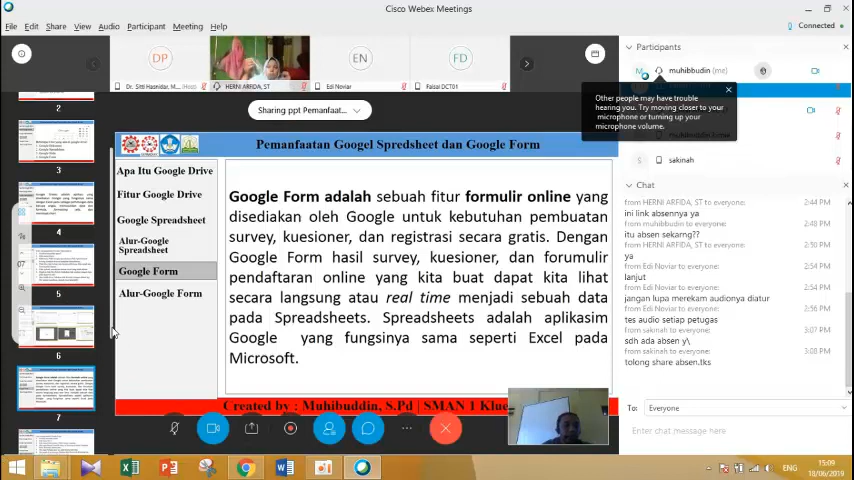 Cisco Webex Meetings
File Edit Share View Audio Participant Meeting Help
Connected
DP
EN
FD
Dr. Sitti Hasnidar, M...
HERNI ARFIDA, ST
Edi Noviar
Faisal DCT01
Sharing ppt Pemanfaat...
2
3
4
5
6
7
Pemanfaatan Googel Spredsheet dan Google Form
Apa Itu Google Drive
Fitur Google Drive
Google Spreadsheet
Alur-Google
Spreadsheet
Google Form
Alur-Google Form
Google Form adalah sebuah fitur formulir online yang
disediakan oleh Google untuk kebutuhan pembuatan
survey, kuesioner, dan registrasi secara gratis. Dengan
Google Form hasil survey, kuesioner, dan forumulir
pendaftaran online yang kita buat dapat kita lihat
secara langsung atau real time menjadi sebuah data
pada Spreadsheets. Spreadsheets adalah aplikasim
Google yang fungsinya sama seperti Excel pada
Microsoft.
Created by : Muhibuddin, S.Pd | SMAN 1 Klue
Participants
M
muhibbudin (me)
Other people may have trouble
hearing you. Try moving closer to your
microphone or turning up your
microphone volume.
S
sakinah
Chat
from HERNI ARFIDA, ST to everyone: 2:44 PM
ini link absennya ya
from muhibbudin to everyone: 2:48 PM
itu absen sekarng??
from HERNI ARFIDA, ST to everyone: 2:50 PM
ya
from Edi Noviar to everyone: 2:54 PM
lanjut
from Edi Noviar to everyone: 2:54 PM
jangan lupa merekam audionya diatur
from Edi Noviar to everyone: 2:56 PM
tes audio setiap petugas
from sakinah to everyone: 3:07 PM
sdh ada absen y\
from sakinah to everyone: 3:08 PM
tolong share absen.tks
To: Everyone
Enter chat message here
ENG
15:09
18/06/2019